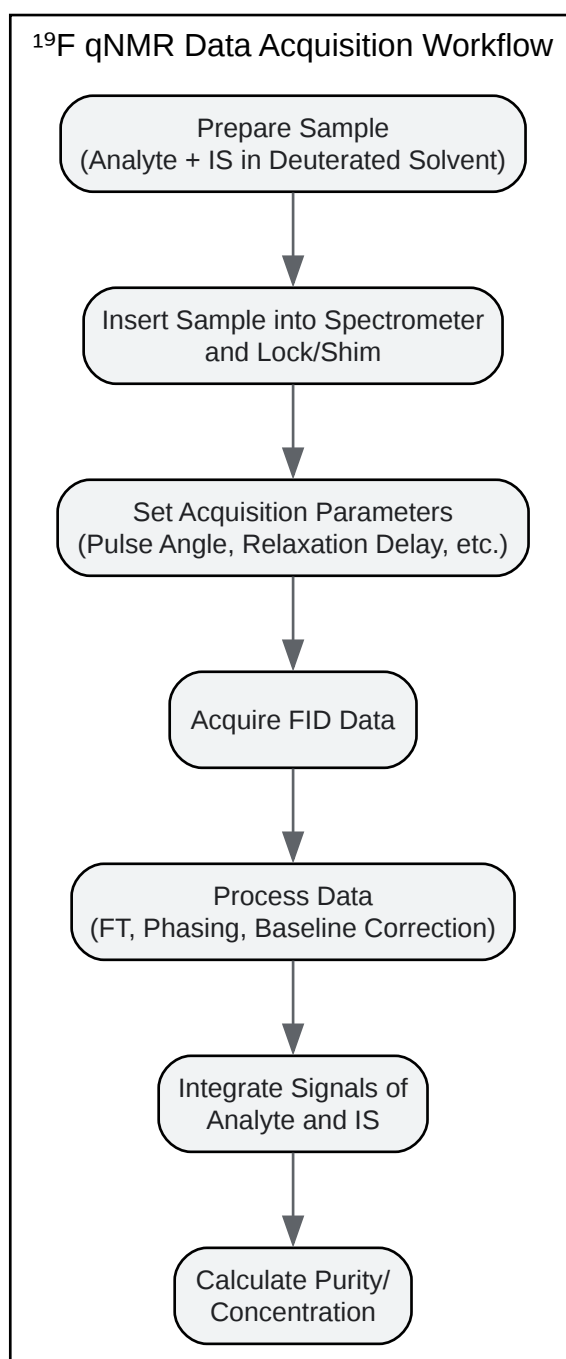 ¹⁹F qNMR Data Acquisition Workflow
Prepare Sample
(Analyte + IS in Deuterated Solvent)
Insert Sample into Spectrometer
and Lock/Shim
Set Acquisition Parameters
(Pulse Angle, Relaxation Delay, etc.)
Acquire FID Data
Process Data
(FT, Phasing, Baseline Correction)
Integrate Signals of
Analyte and IS
Calculate Purity/
Concentration